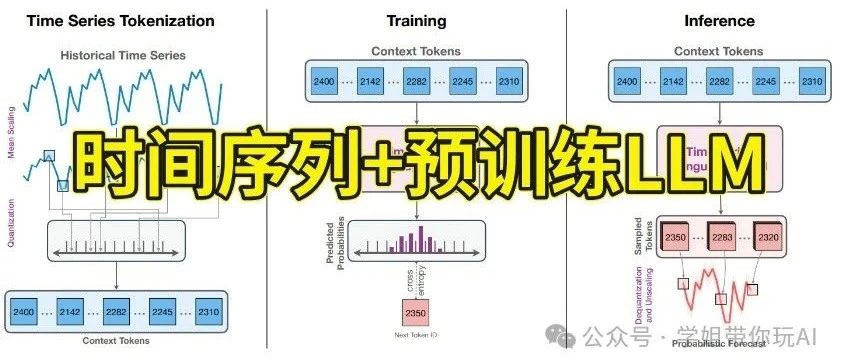 Time Series Tokenization
Historical Time Series
Mean Scaling
Quantization
2400 ... 2142 ... 2282 ... 2245 ... 2310
Context Tokens
Training
Context Tokens
2400 ... 2142 ... 2282 ... 2245 ... 2310
Predicted
Probabilities
cross
entropy
2350
Next Token ID
Inference
Context Tokens
2400 ... 2142 ... 2282 ... 2245 ... 2310
Sampled
Tokens
2350 ... 2283 ... 2320
Dequantization
and Unscaling
Probabilistic Forecast
时间序列+预训练LLM
公众号·学姐带你玩AI